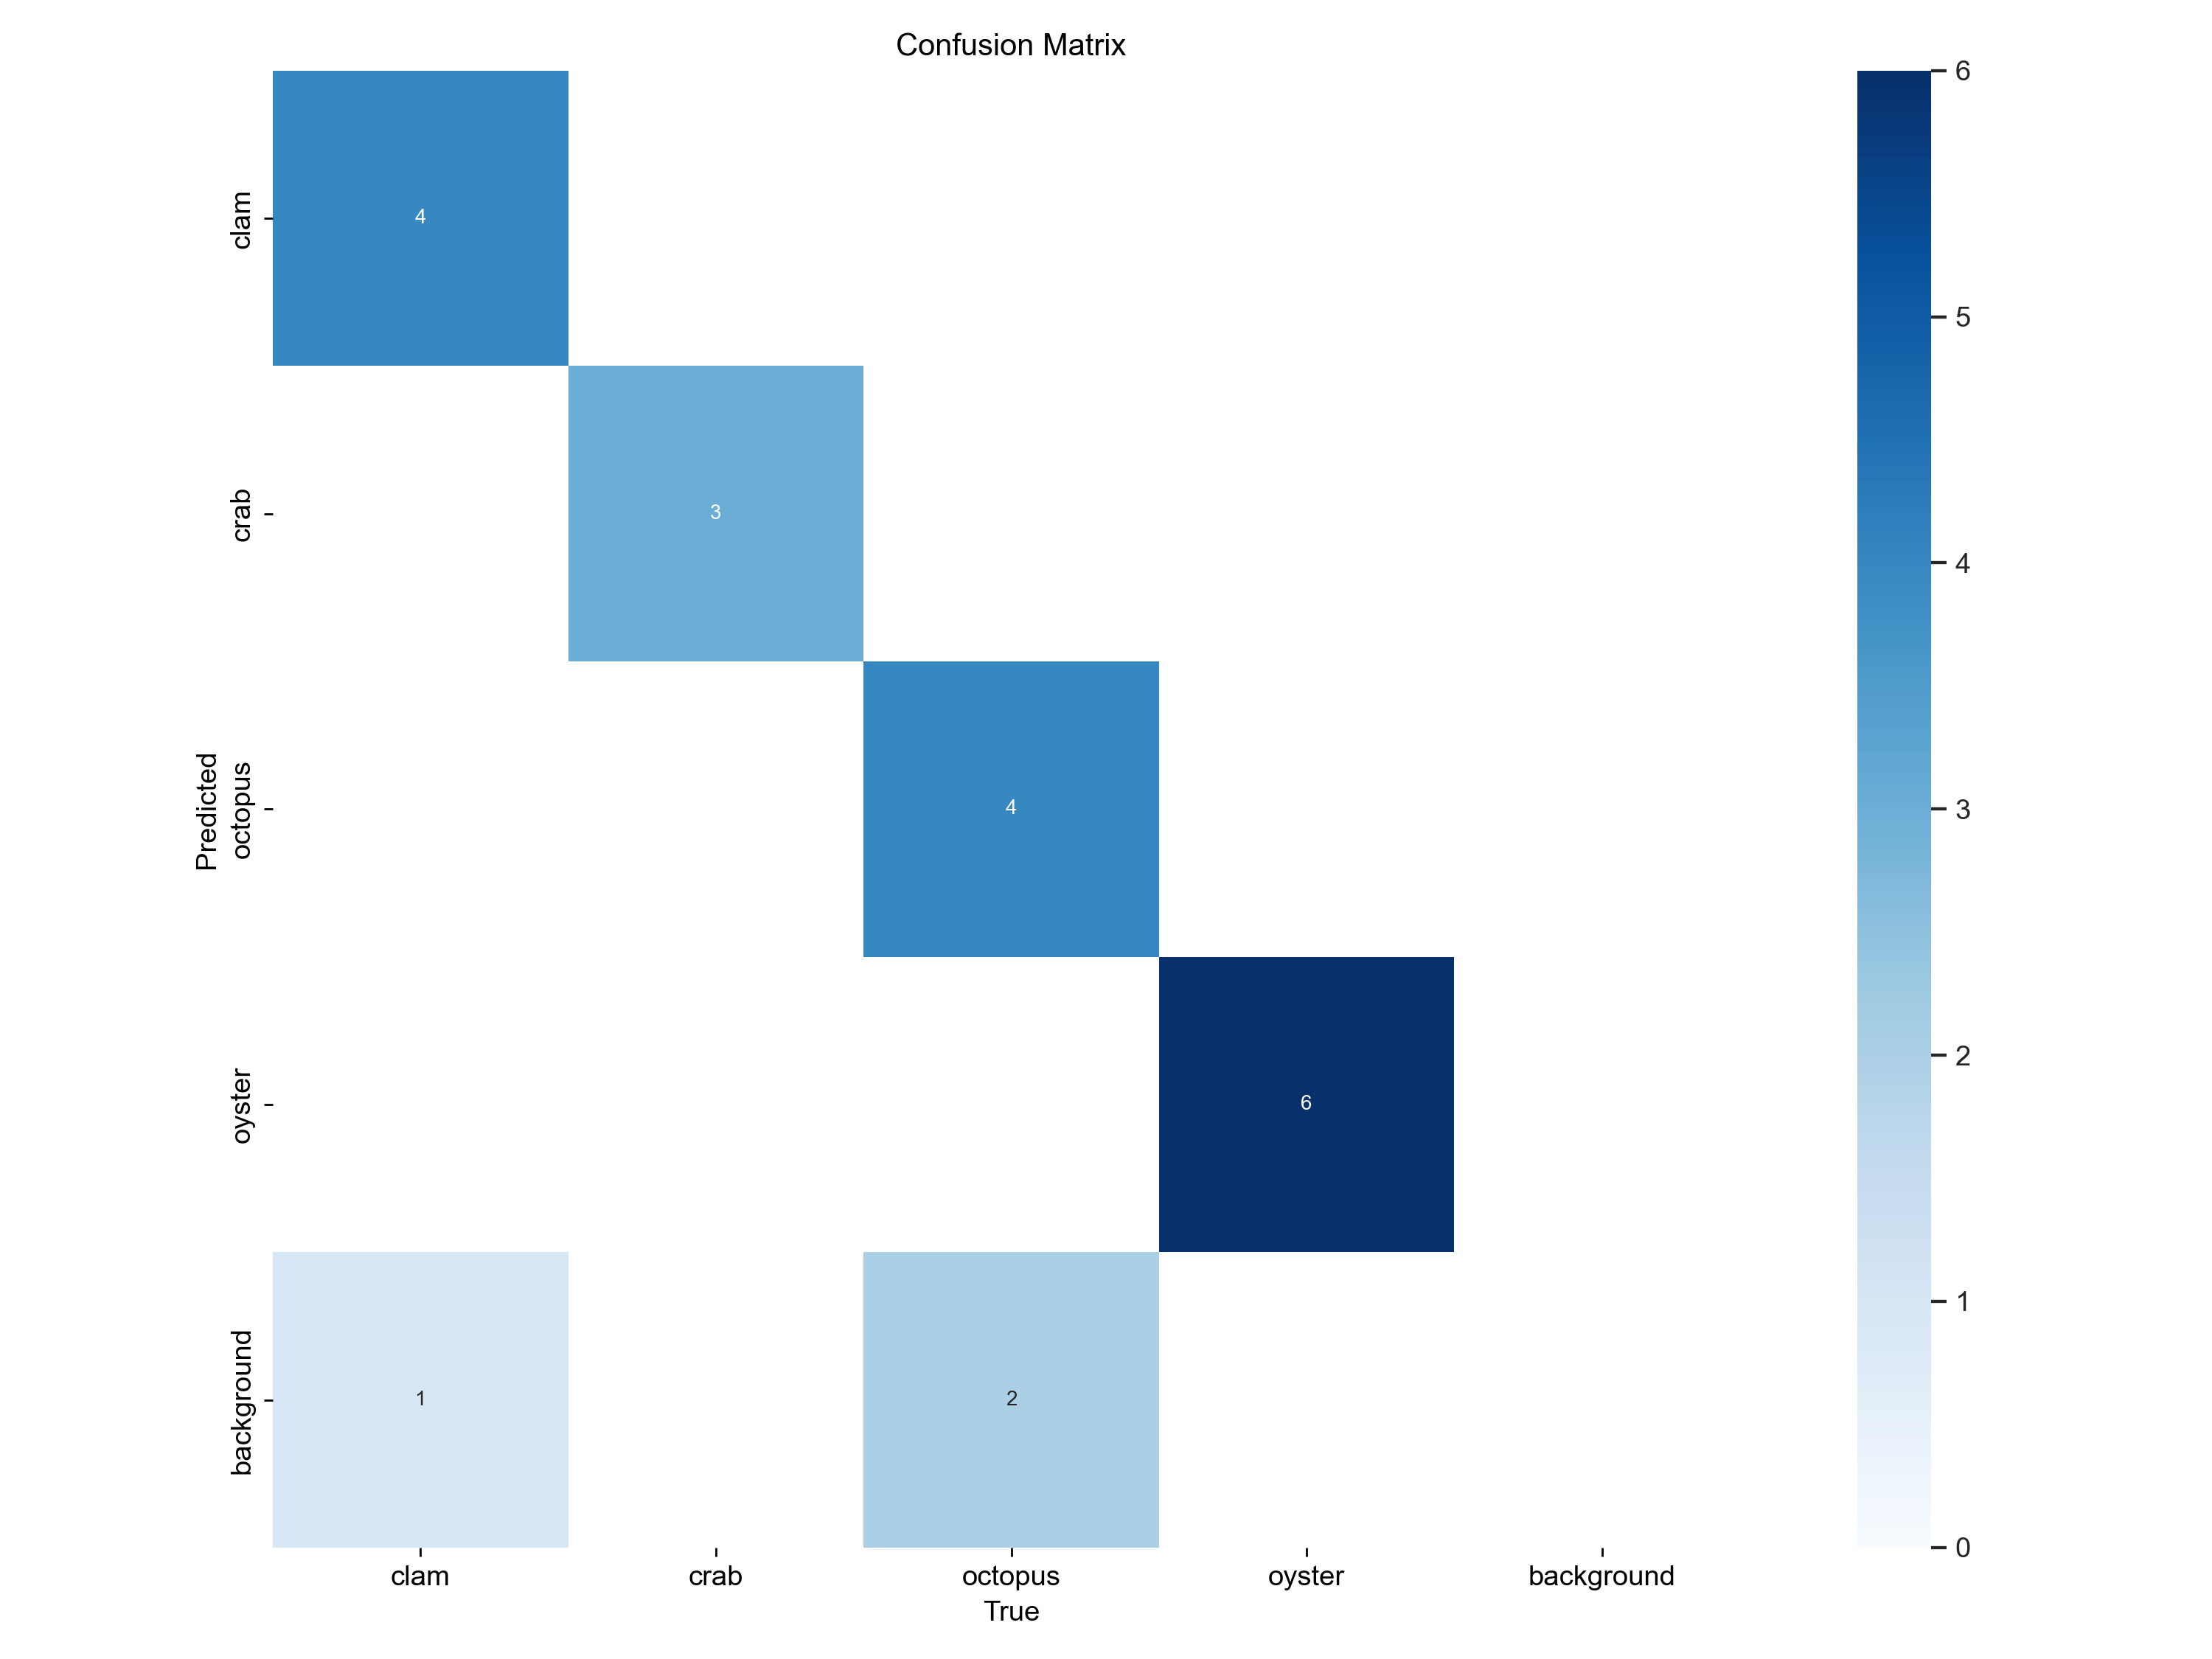 Confusion Matrix
clam
crab
octopus
oyster
background
Predicted
4
3
4
6
1
2
clam
crab
octopus
oyster
background
True
6
5
4
3
2
1
0